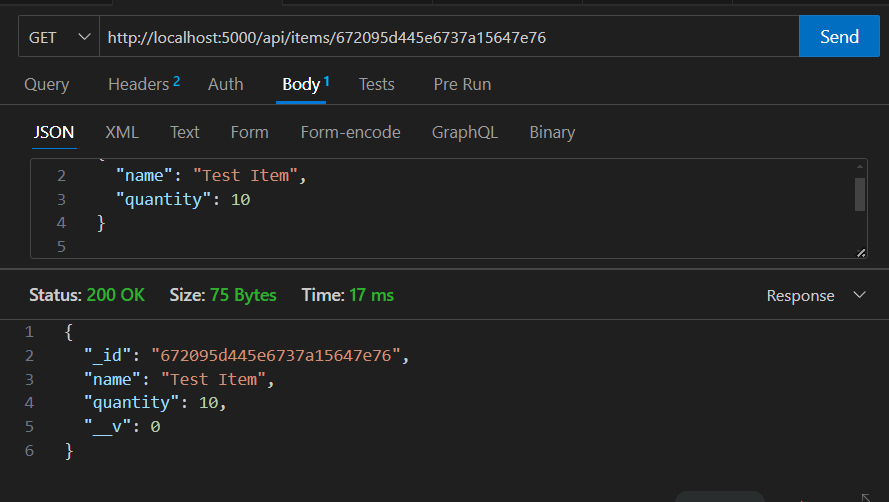 GET http://localhost:5000/api/items/672095d445e6737a15647e76 Send
Query Headers 2 Auth Body 1 Tests Pre Run
JSON XML Text Form Form-encode GraphQL Binary
{
2 "name": "Test Item",
3 "quantity": 10
4 }
5
Status: 200 OK Size: 75 Bytes Time: 17 ms Response
1 {
2 "_id": "672095d445e6737a15647e76",
3 "name": "Test Item",
4 "quantity": 10,
5 "__v": 0
6 }